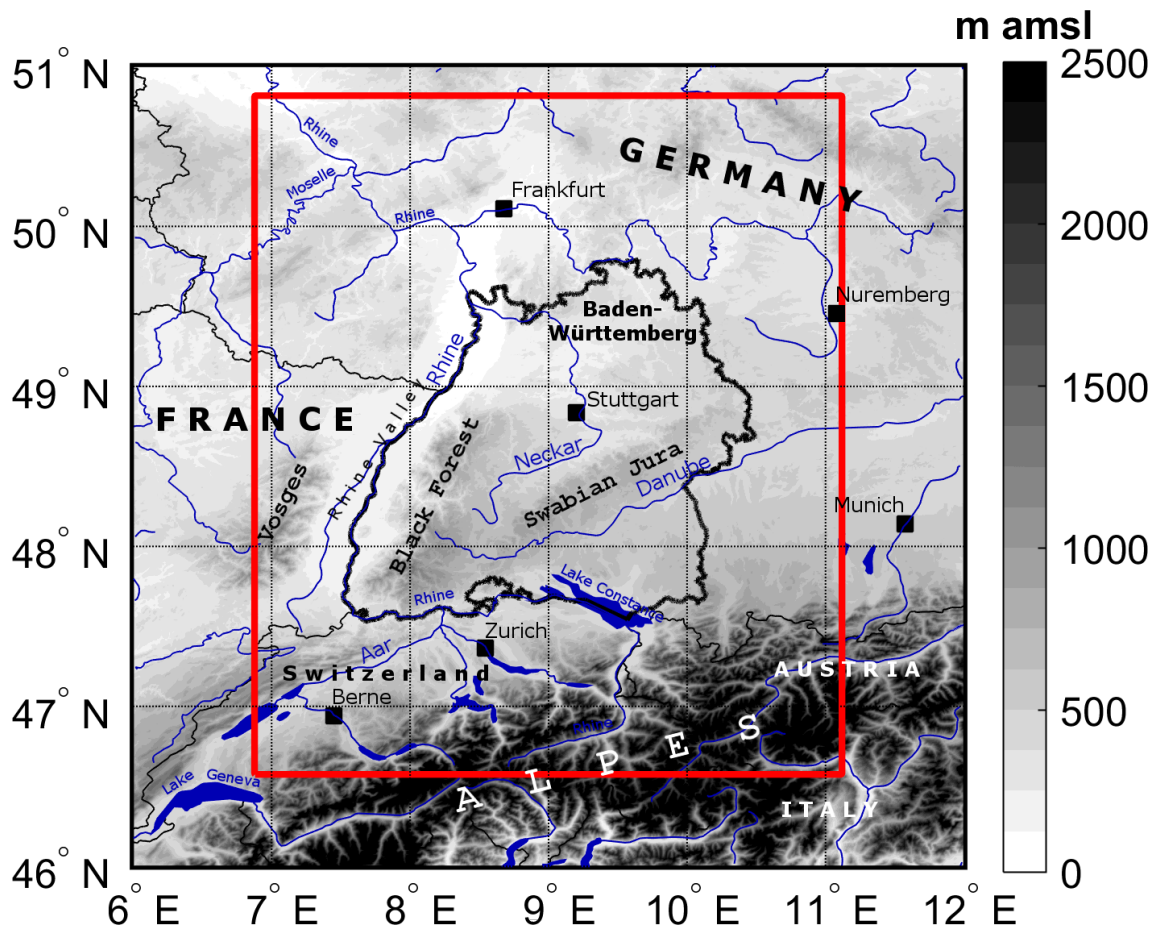 m amsl
51° N
50° N
49° N
48° N
47° N
46° N
6° E
7° E
8° E
9° E
10° E
11° E
12° E
2500
2000
1500
1000
500
0
Rhine
GERMANY
Moselle
Frankfurt
Rhine
Nuremberg
Baden-
Württemberg
Rhine
Stuttgart
FRANCE
Rhine Valley
Black Forest
Neckar
Swabian Jura
Danube
Vosges
Munich
Lake Constance
Rhine
Zurich
Aar
Switzerland
AUSTRIA
Berne
Rhine
ALPES
Lake Geneva
ITALY